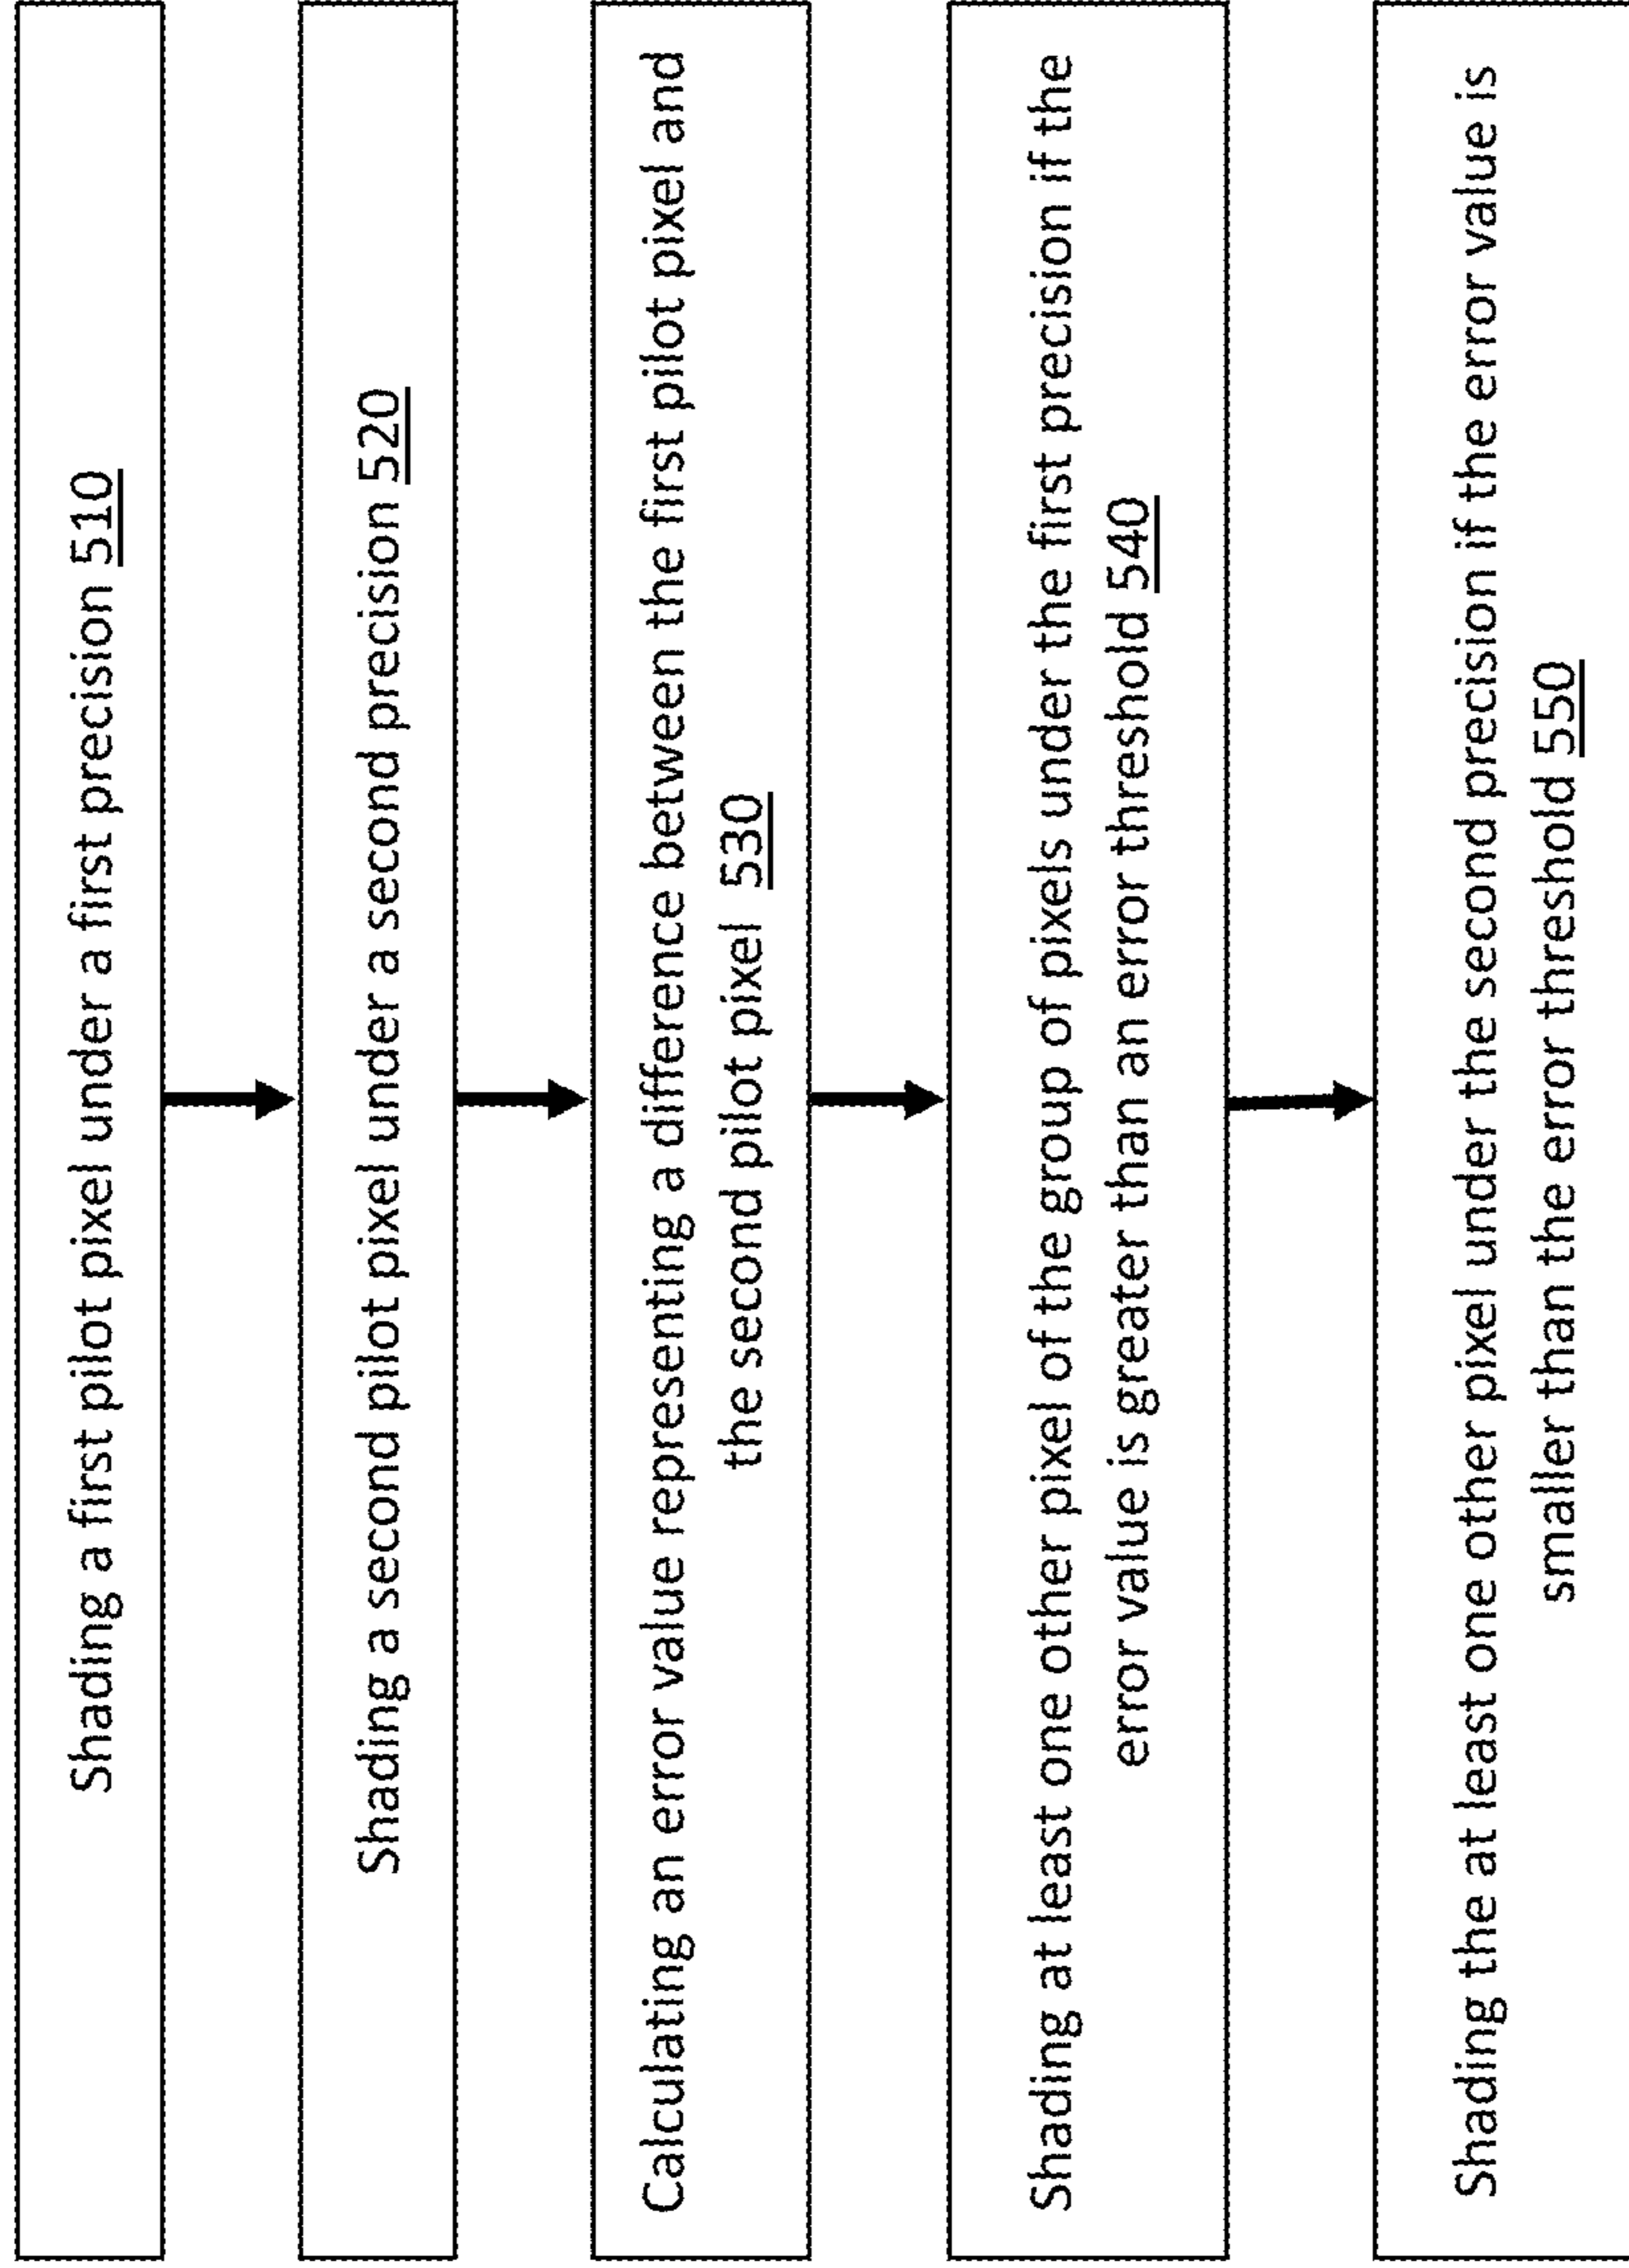 Shading a first pilot pixel under a first precision 510
Shading a second pilot pixel under a second precision 520
Calculating an error value representing a difference between the first pilot pixel and
the second pilot pixel 530
Shading at least one other pixel of the group of pixels under the first precision if the
error value is greater than an error threshold 540
Shading the at least one other pixel under the second precision if the error value is
smaller than the error threshold 550